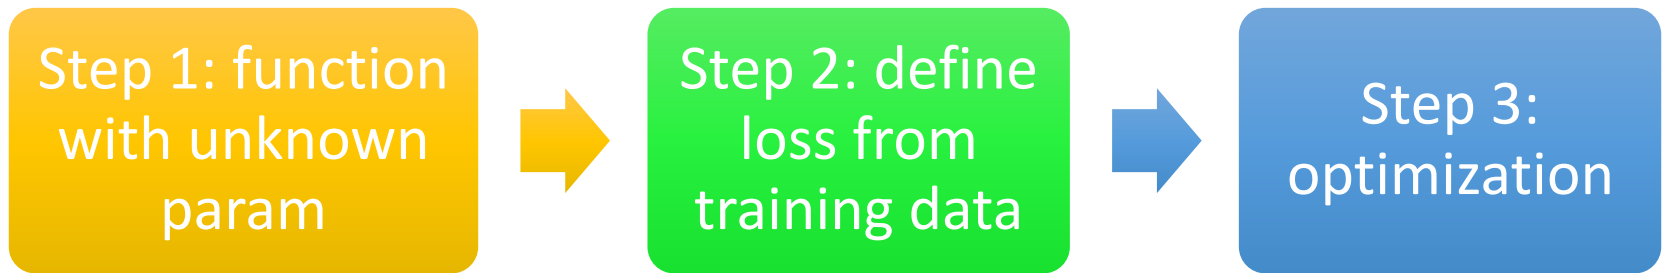 Step 1: function
with unknown
param
Step 2: define
loss from
training data
Step 3:
optimization